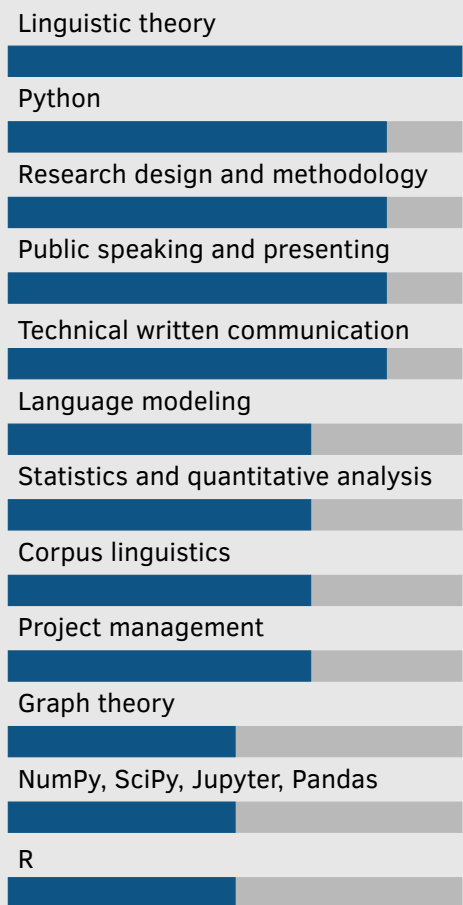 Linguistic theory
Python
Research design and methodology
Public speaking and presenting
Technical written communication
Language modeling
Statistics and quantitative analysis
Corpus linguistics
Project management
Graph theory
NumPy, SciPy, Jupyter, Pandas
R